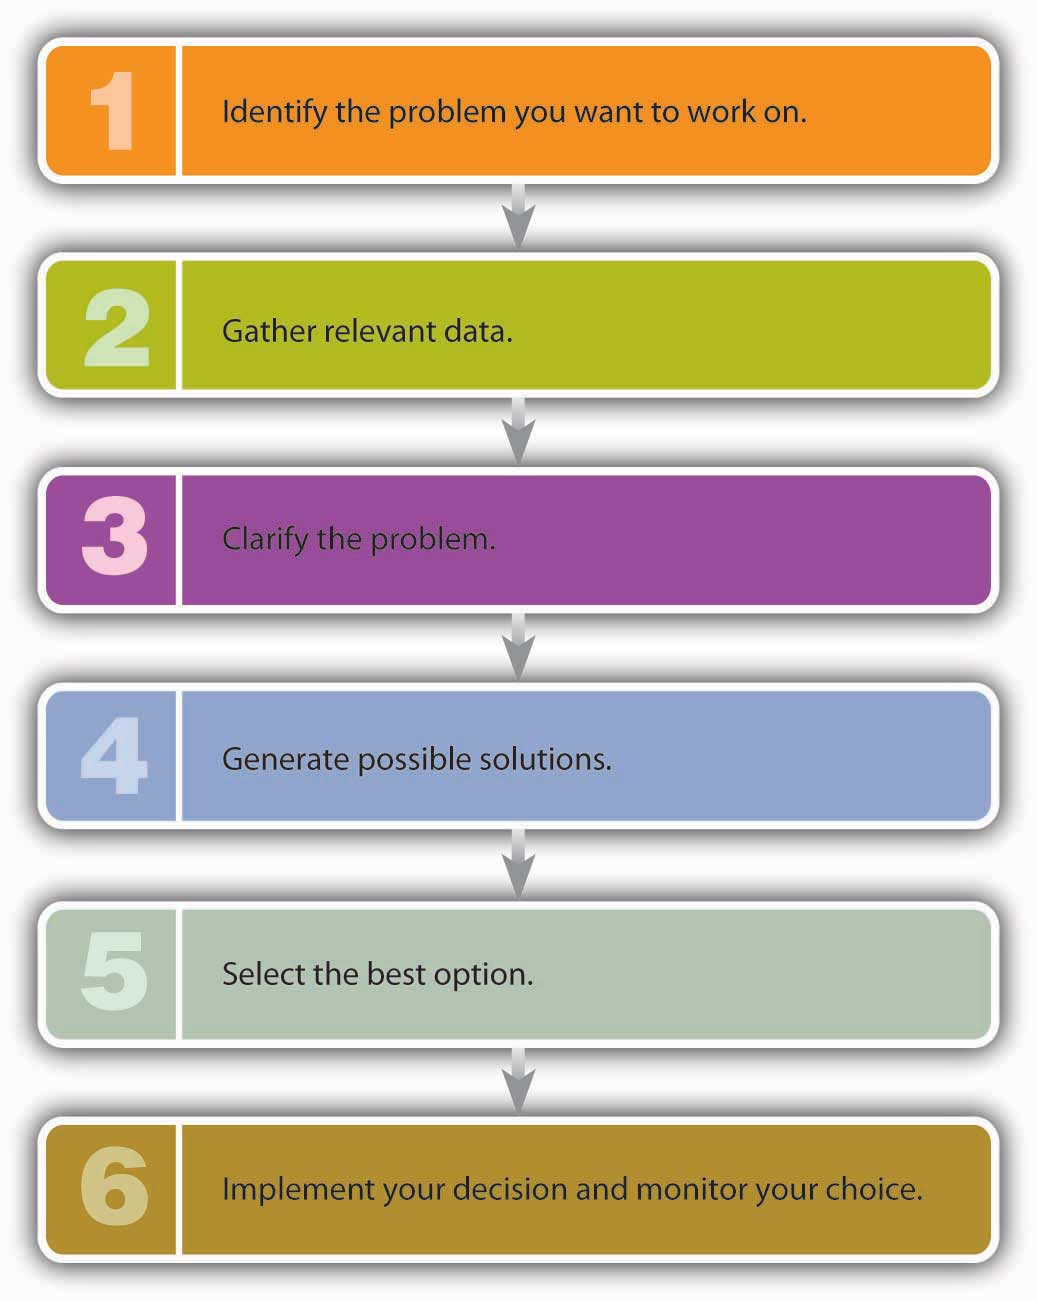 1
Identify the problem you want to work on.
2
Gather relevant data.
3
Clarify the problem.
4
Generate possible solutions.
5
Select the best option.
6
Implement your decision and monitor your choice.